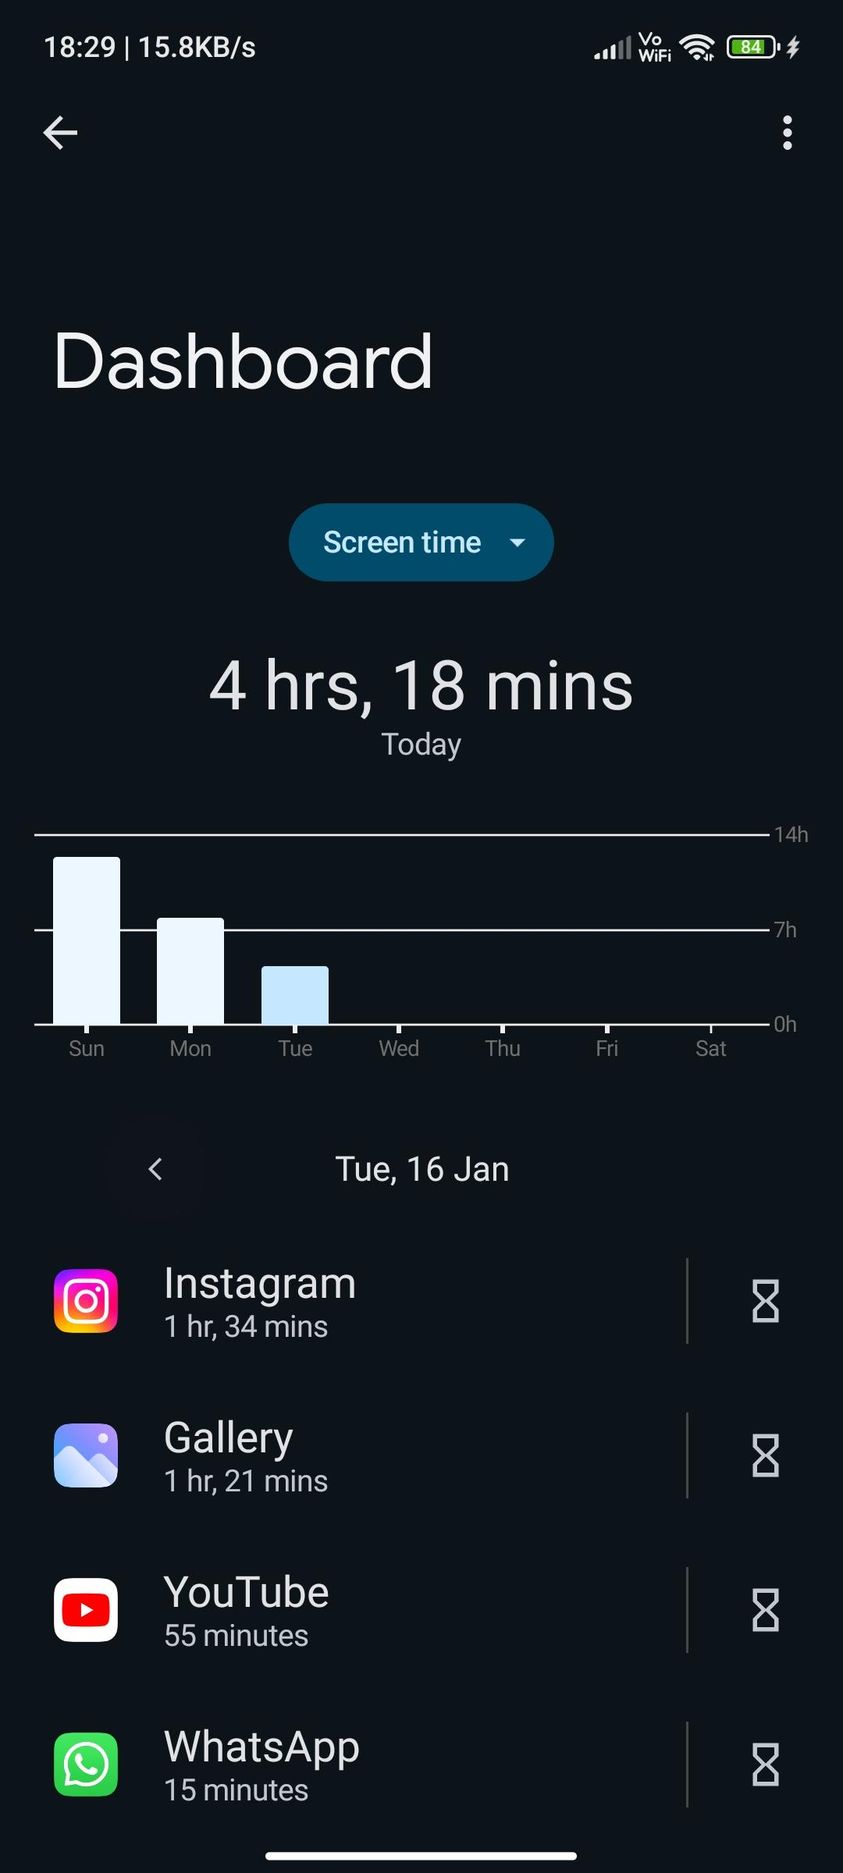 18:29 | 15.8KB/s Vo WiFi 84
Dashboard
Screen time
4 hrs, 18 mins
Today
14h
7h
0h
Sun Mon Tue Wed Thu Fri Sat
Tue, 16 Jan
Instagram
1 hr, 34 mins
Gallery
1 hr, 21 mins
YouTube
55 minutes
WhatsApp
15 minutes